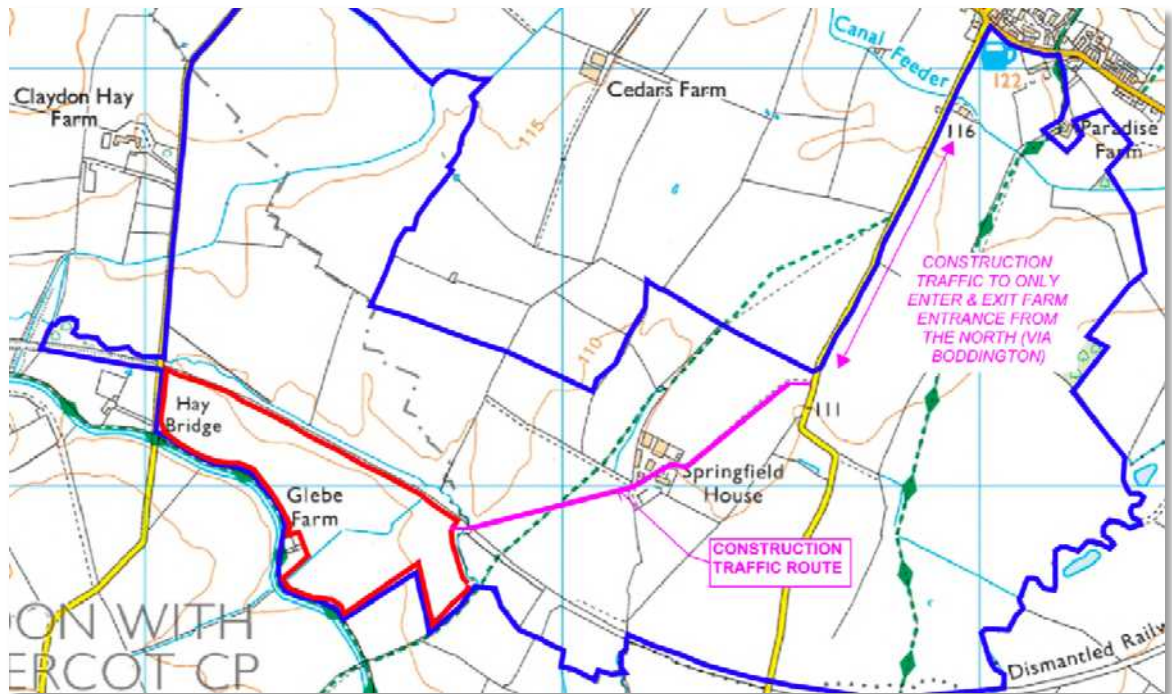 Canal
Feeder
Claydon Hay
Farm
Cedars Farm
122
115
116
Paradise
Farm
CONSTRUCTION
TRAFFIC TO ONLY
ENTER & EXIT FARM
ENTRANCE FROM
THE NORTH (VIA
BODDINGTON)
110
111
Hay
Bridge
Springfield
House
Glebe
Farm
CONSTRUCTION
TRAFFIC ROUTE
ON WITH
ERCOT CP
Dismantled Railw